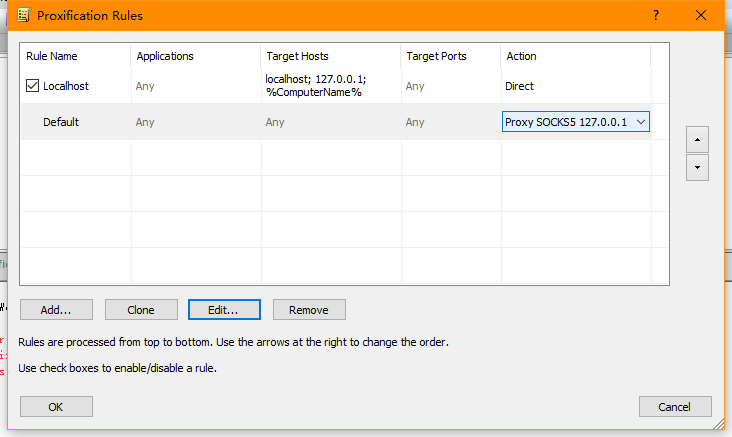 Proxification Rules
Rule Name Applications Target Hosts Target Ports Action
Localhost Any localhost; 127.0.0.1; %ComputerName% Any Direct
Default Any Any Any Proxy SOCKS5 127.0.0.1
Add... Clone Edit... Remove
Rules are processed from top to bottom. Use the arrows at the right to change the order.
Use check boxes to enable/disable a rule.
OK Cancel